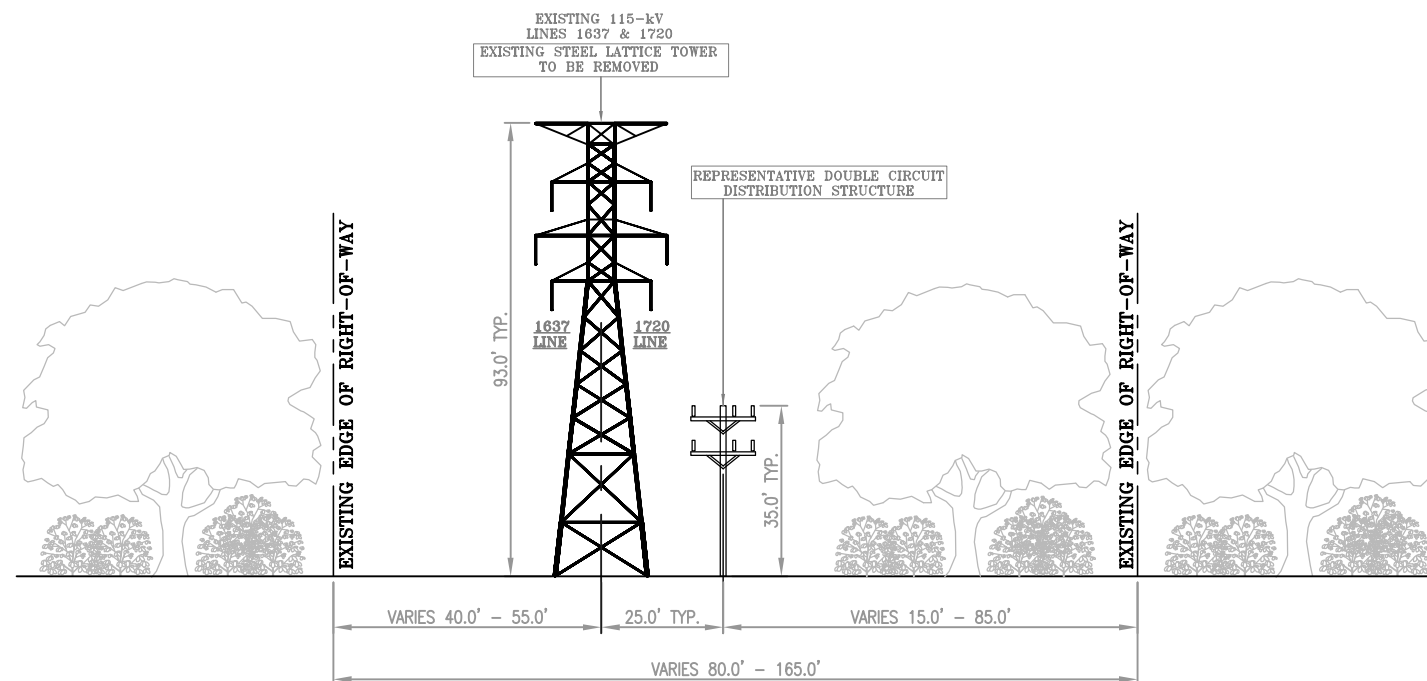 EXISTING 115-kV
LINES 1637 & 1720
EXISTING STEEL LATTICE TOWER
TO BE REMOVED
REPRESENTATIVE DOUBLE CIRCUIT
DISTRIBUTION STRUCTURE
EXISTING EDGE OF RIGHT-OF-WAY
93.0' TYP.
1637
LINE
1720
LINE
35.0' TYP.
EXISTING EDGE OF RIGHT-OF-WAY
VARIES 40.0' - 55.0'
25.0' TYP.
VARIES 15.0' - 85.0'
VARIES 80.0' - 165.0'